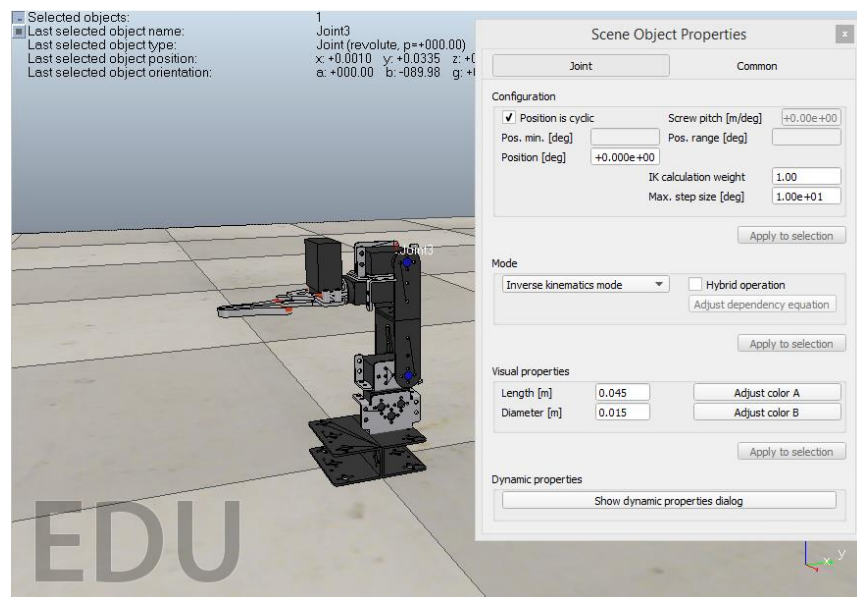 Selected objects: 1
Last selected object name: Joint3
Last selected object type: Joint (revolute, p=+000.00)
Last selected object position: x: +0.0010 y: +0.0335 z: +0
Last selected object orientation: a: +000.00 b: -089.98 g:
Joint3
EDU
x y
Scene Object Properties
x
Joint Common
Configuration
Position is cyclic Screw pitch [m/deg] +0.00e+00
Pos. min. [deg] Pos. range [deg]
Position [deg] +0.000e+00
IK calculation weight 1.00
Max. step size [deg] 1.00e+01
Apply to selection
Mode
Inverse kinematics mode Hybrid operation
Adjust dependency equation
Apply to selection
Visual properties
Length [m] 0.045 Adjust color A
Diameter [m] 0.015 Adjust color B
Apply to selection
Dynamic properties
Show dynamic properties dialog